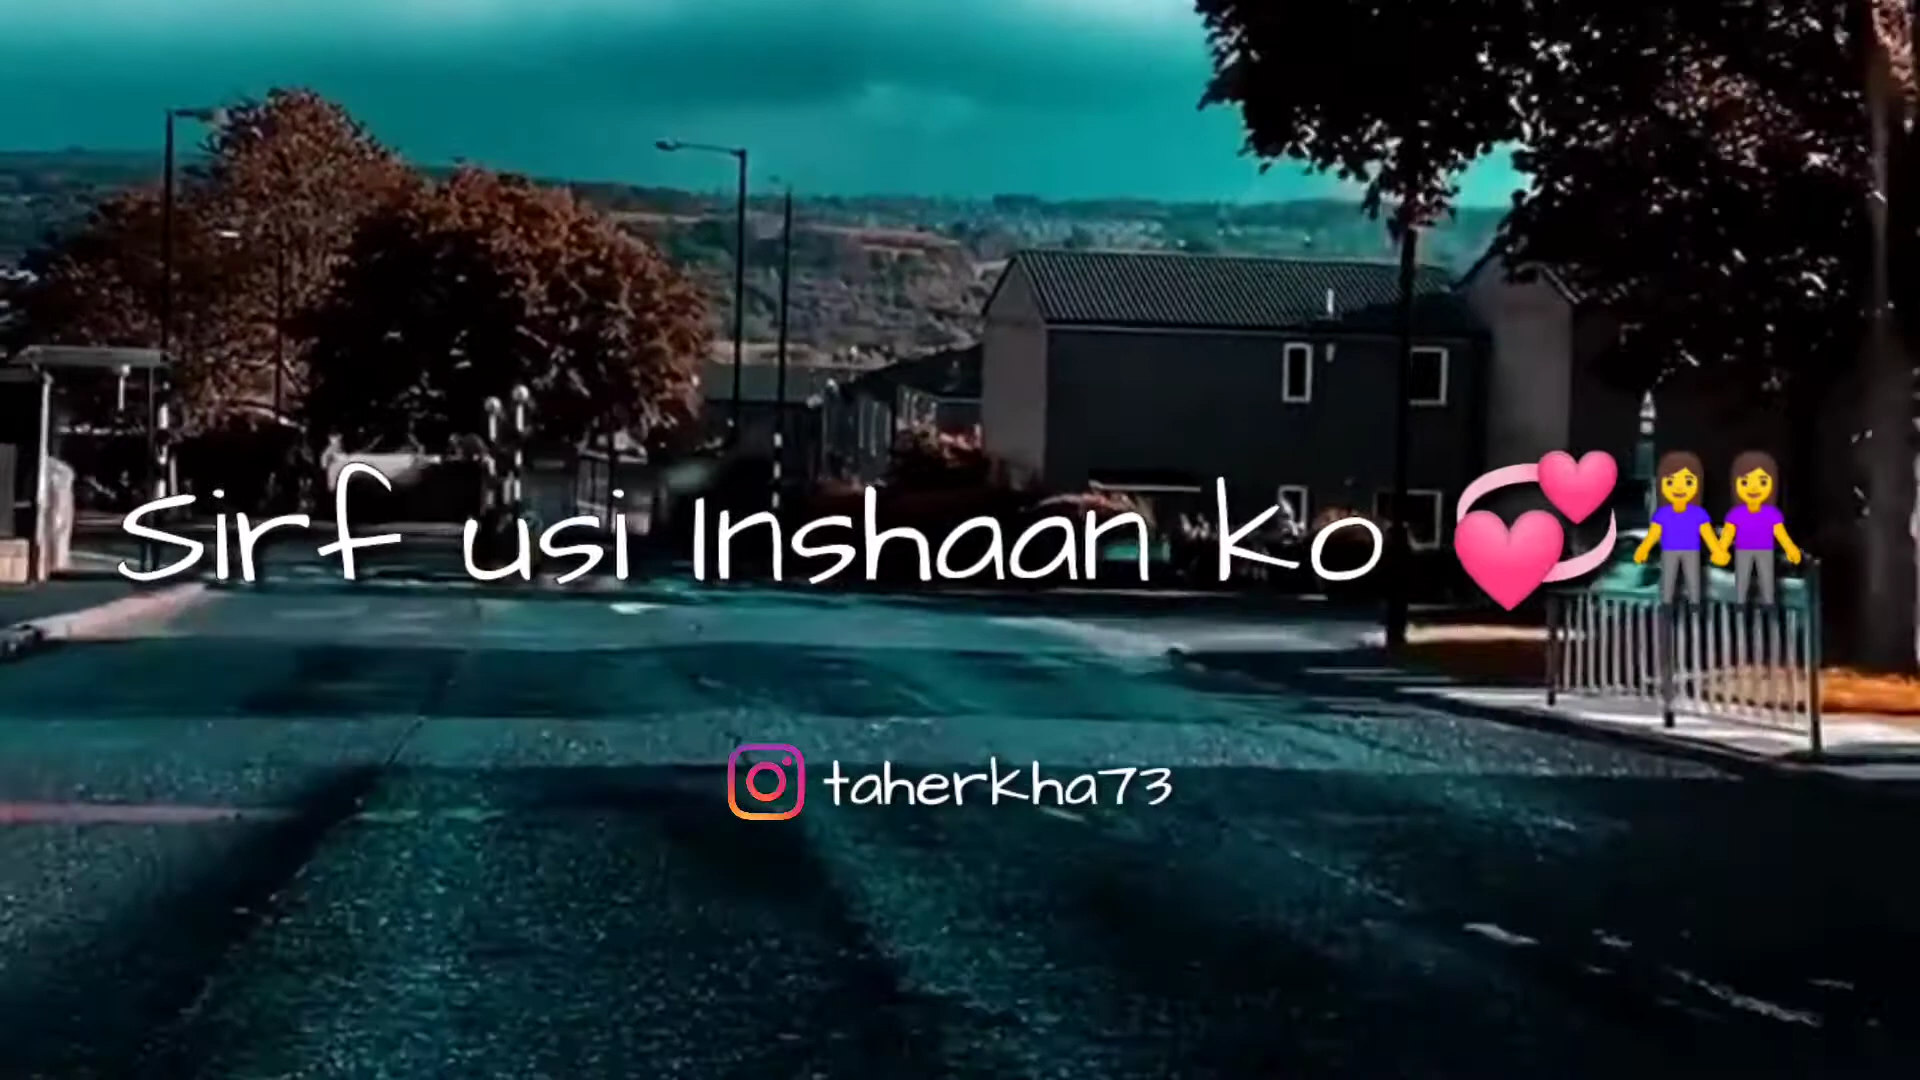 Sirf usi Inshaan ko 💞👭
taherkha73